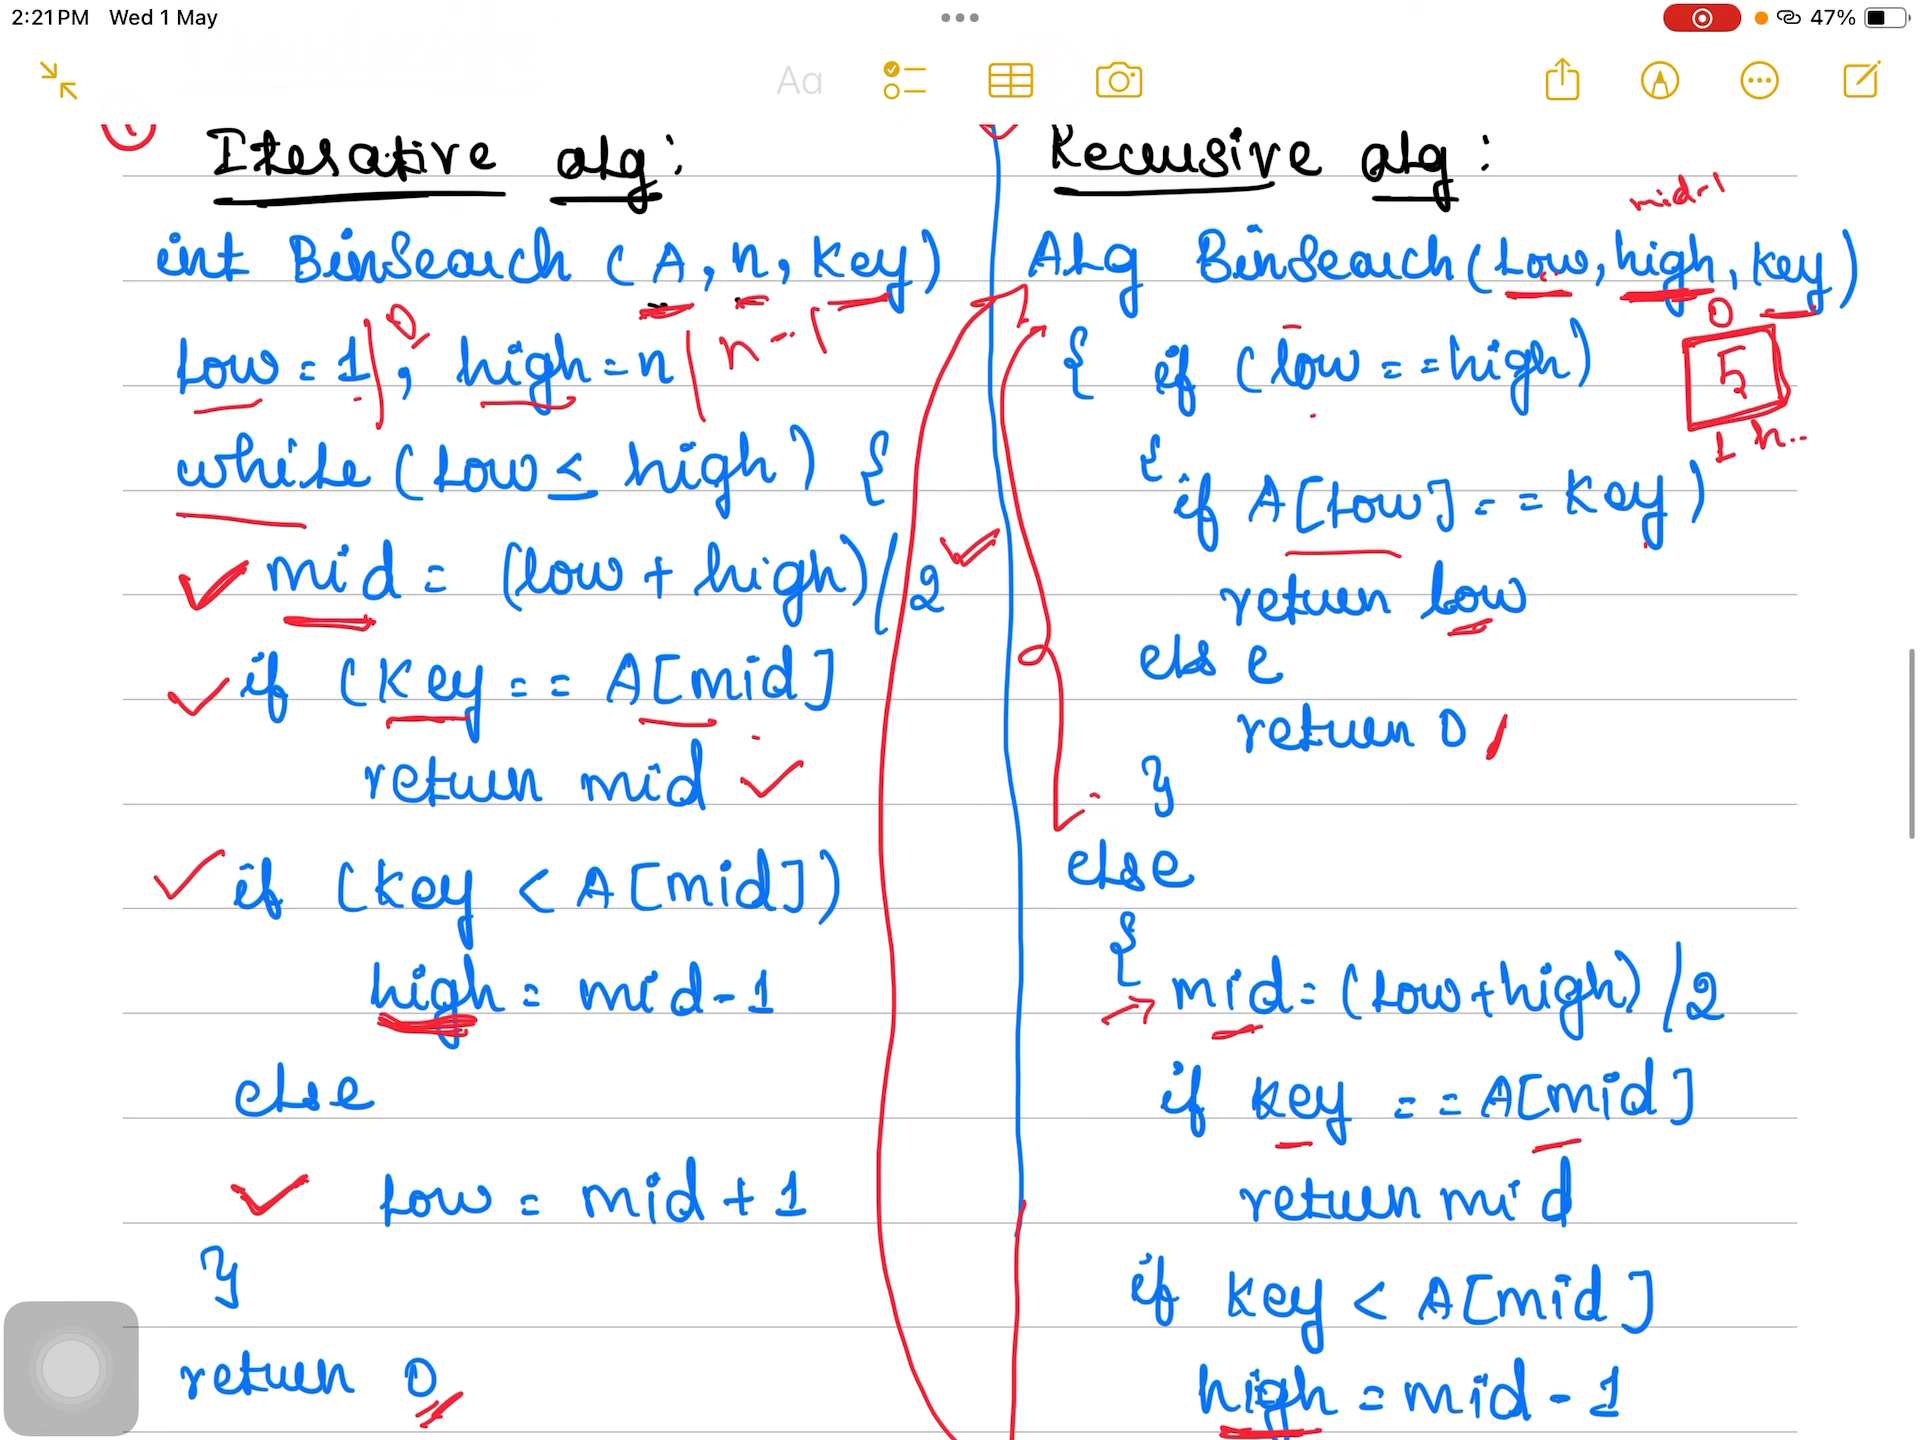 2:21 PM Wed 1 May
47%
Aa
1
Iterative alg:
int BinSearch (A, n, key)
low = 1 | 0; high = n | n-1
while (low ≤ high) {
mid = (low + high)/2
if (key == A[mid]
return mid
if (key < A[mid])
high = mid-1
else
low = mid+1
}
return 0
Recursive alg:
mid-1
Alg BinSearch(low, high, key)
{ if (low == high)
0
5
1 n..
{
if A[low] == key)
return low
else
return 0
}
else
{
mid = (low+high)/2
if key == A[mid]
return mid
if key < A[mid]
high = mid-1